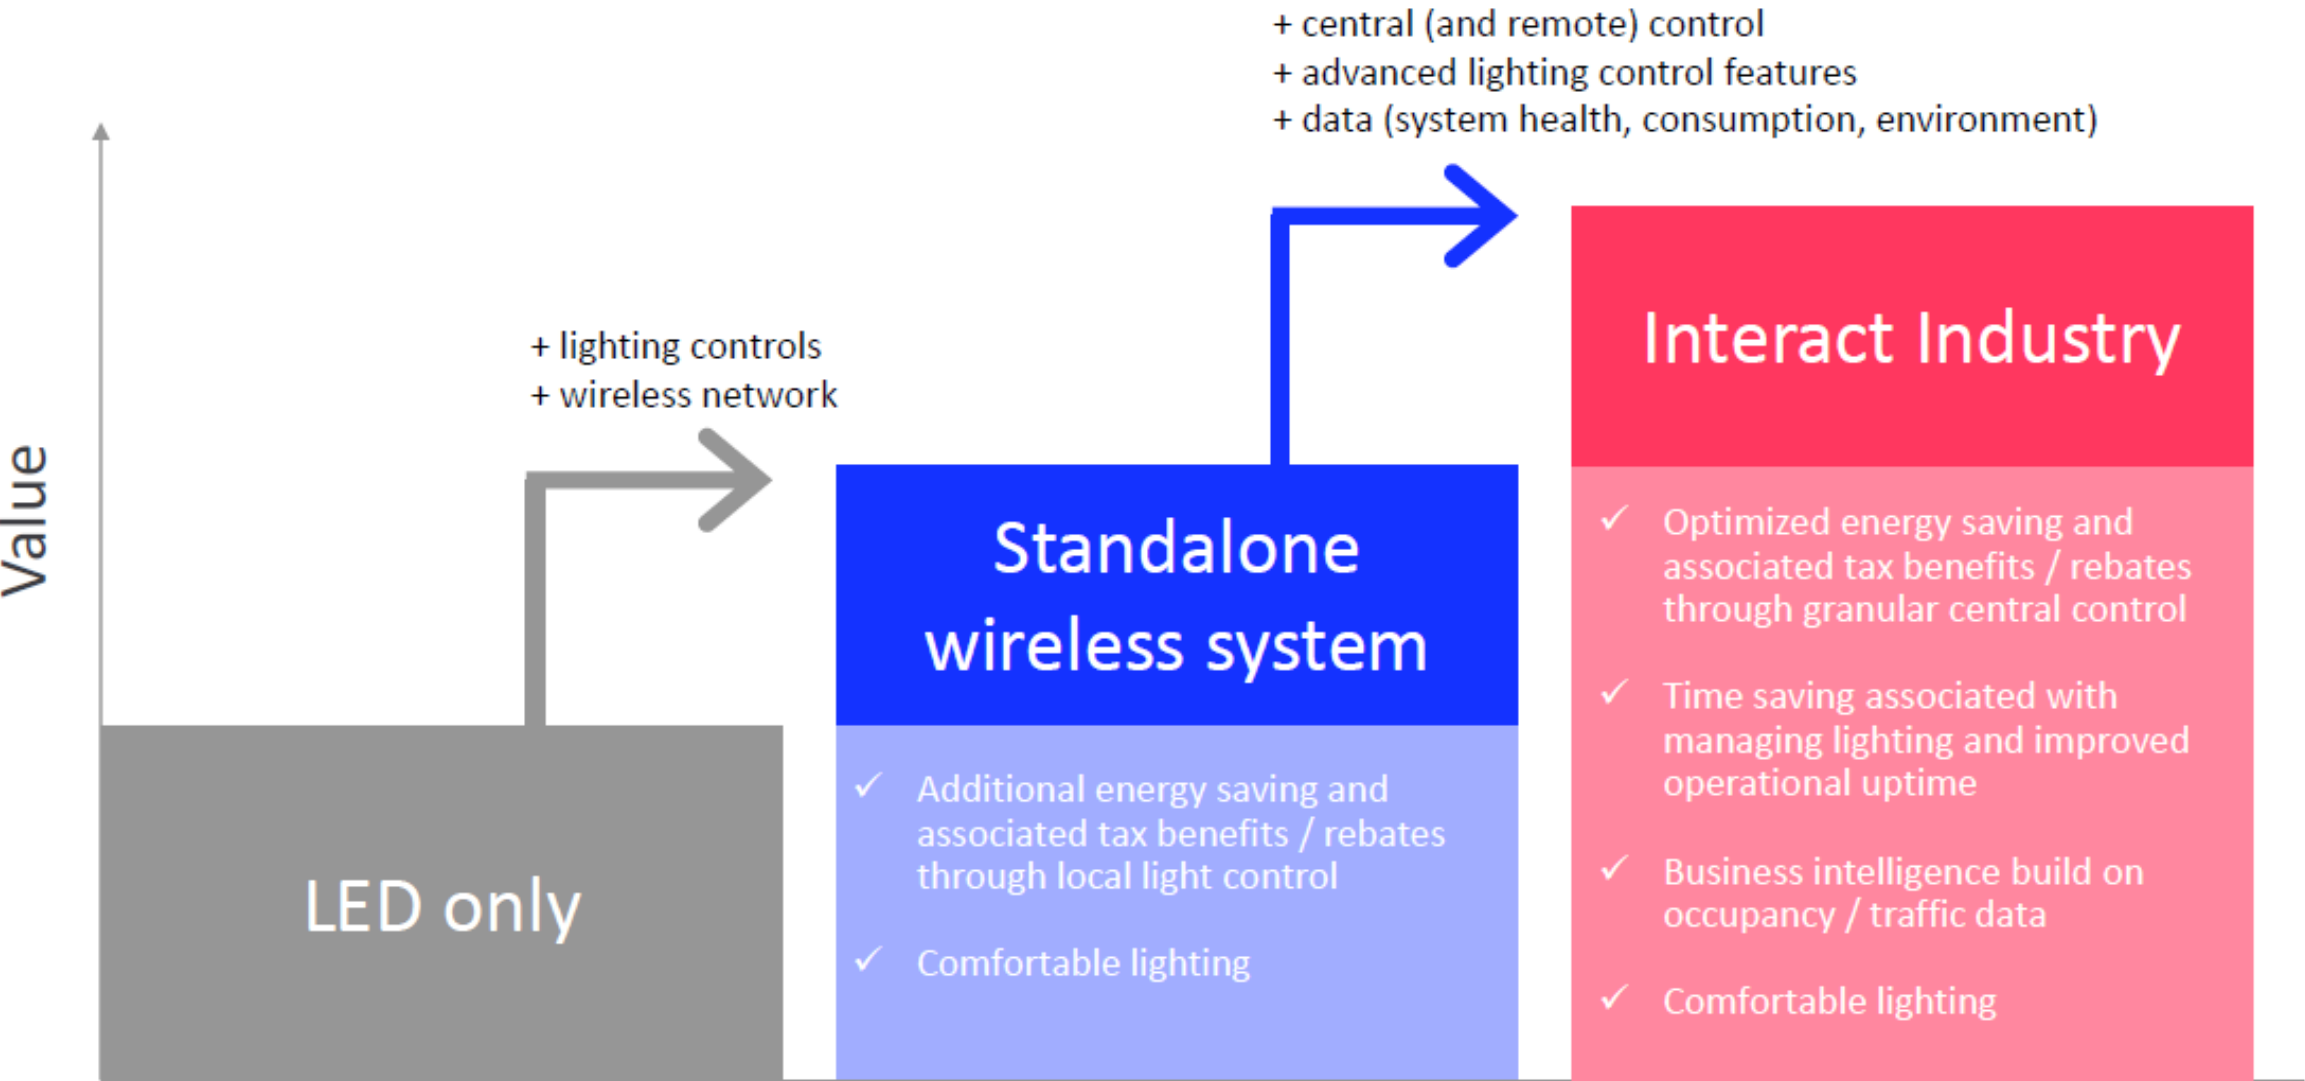 + central (and remote) control
+ advanced lighting control features
+ data (system health, consumption, environment)
+ lighting controls
+ wireless network
Value
LED only
Standalone
wireless system
✓ Additional energy saving and
associated tax benefits / rebates
through local light control
✓ Comfortable lighting
Interact Industry
✓ Optimized energy saving and
associated tax benefits / rebates
through granular central control
✓ Time saving associated with
managing lighting and improved
operational uptime
✓ Business intelligence build on
occupancy / traffic data
✓ Comfortable lighting